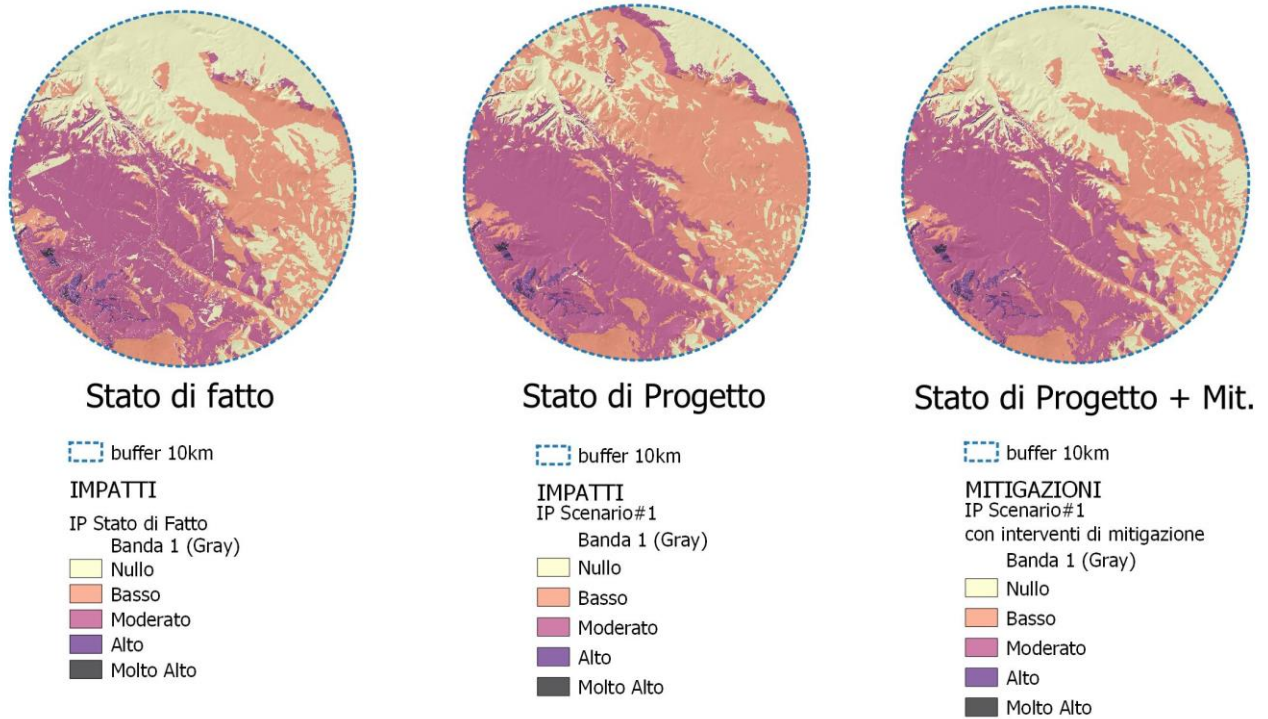 Stato di fatto
buffer 10km
IMPATTI
IP Stato di Fatto
Banda 1 (Gray)
Nullo
Basso
Moderato
Alto
Molto Alto
Stato di Progetto
buffer 10km
IMPATTI
IP Scenario#1
Banda 1 (Gray)
Nullo
Basso
Moderato
Alto
Molto Alto
Stato di Progetto + Mit.
buffer 10km
MITIGAZIONI
IP Scenario#1
con interventi di mitigazione
Banda 1 (Gray)
Nullo
Basso
Moderato
Alto
Molto Alto